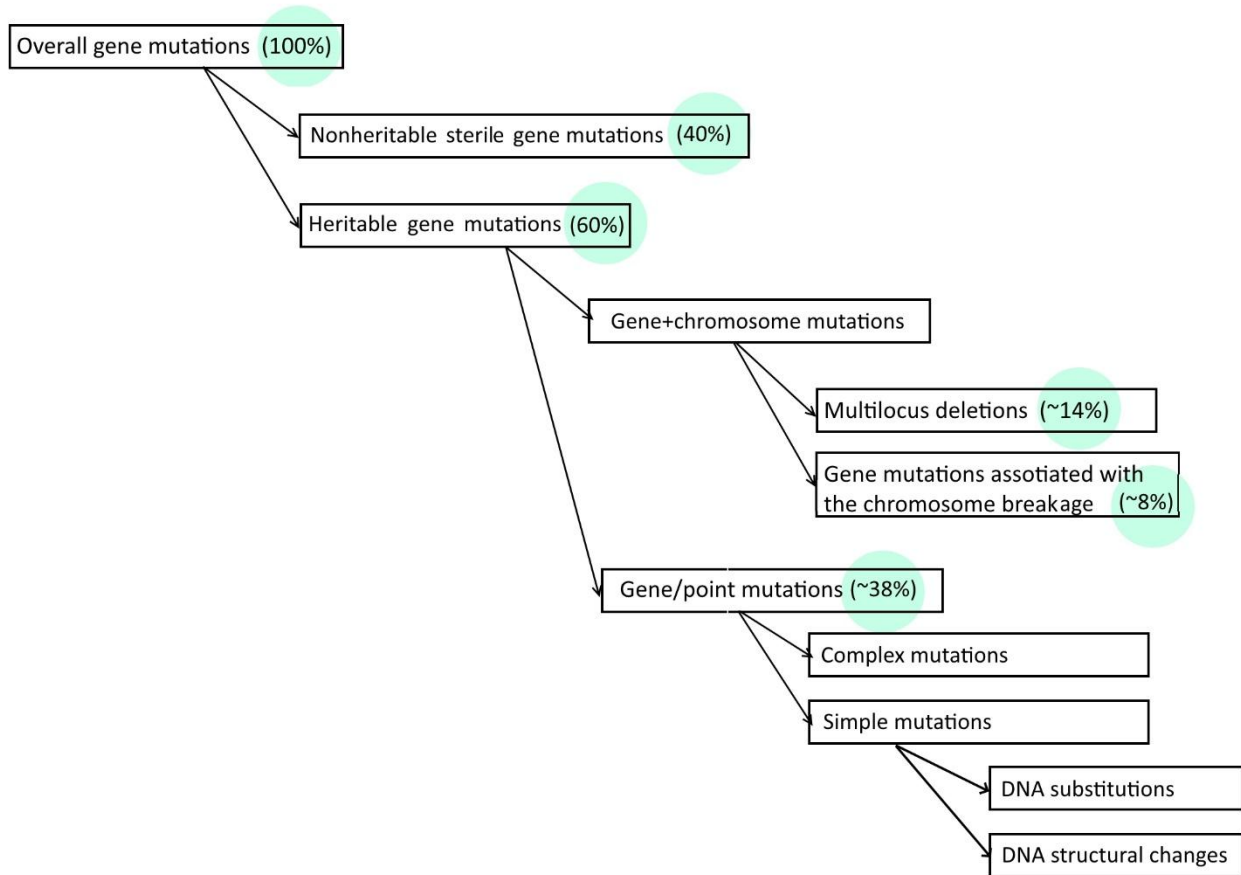 Overall gene mutations (100%)
Nonheritable sterile gene mutations (40%)
Heritable gene mutations (60%)
Gene+chromosome mutations
Multilocus deletions (~14%)
Gene mutations assotiated with
the chromosome breakage (~8%)
Gene/point mutations (~38%)
Complex mutations
Simple mutations
DNA substitutions
DNA structural changes